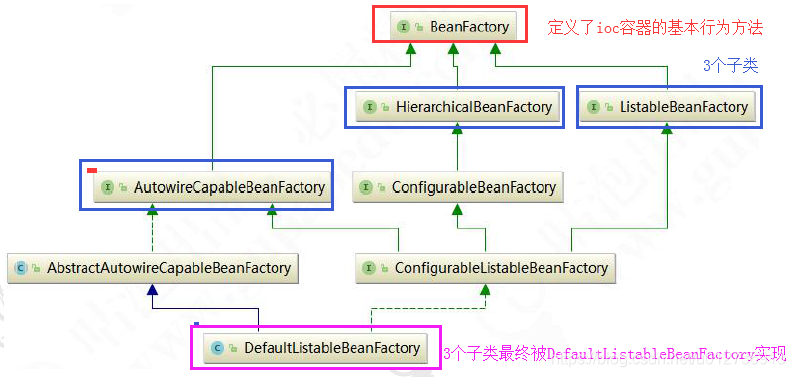 BeanFactory
定义了ioc容器的基本行为方法
3个子类
HierarchicalBeanFactory
ListableBeanFactory
AutowireCapableBeanFactory
ConfigurableBeanFactory
AbstractAutowireCapableBeanFactory
ConfigurableListableBeanFactory
DefaultListableBeanFactory
3个子类最终被DefaultListableBeanFactory实现